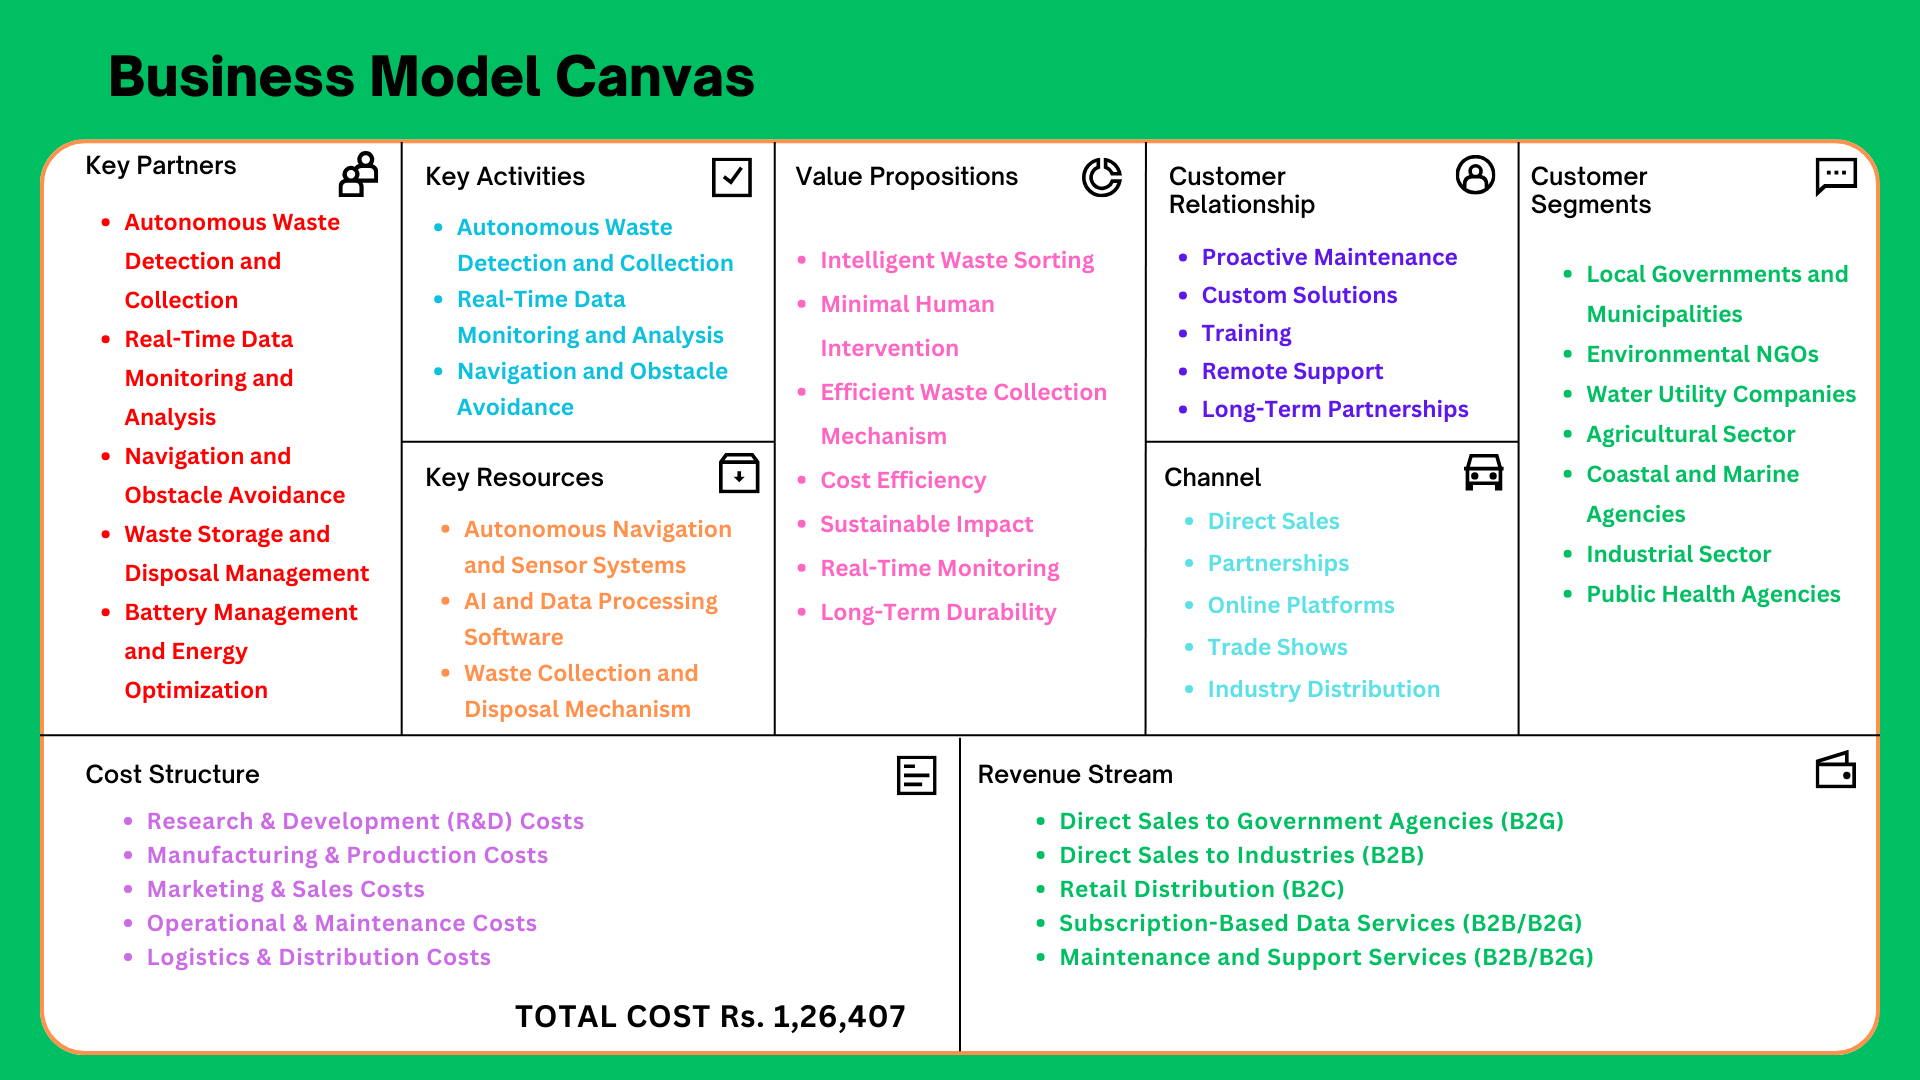 Business Model Canvas
Key Partners
Autonomous Waste
Detection and
Collection
Real-Time Data
Monitoring and
Analysis
Navigation and
Obstacle Avoidance
Waste Storage and
Disposal Management
Battery Management
and Energy
Optimization
Key Activities
Autonomous Waste
Detection and Collection
Real-Time Data
Monitoring and Analysis
Navigation and Obstacle
Avoidance
Key Resources
Autonomous Navigation
and Sensor Systems
AI and Data Processing
Software
Waste Collection and
Disposal Mechanism
Value Propositions
Intelligent Waste Sorting
Minimal Human
Intervention
Efficient Waste Collection
Mechanism
Cost Efficiency
Sustainable Impact
Real-Time Monitoring
Long-Term Durability
Customer
Relationship
Proactive Maintenance
Custom Solutions
Training
Remote Support
Long-Term Partnerships
Channel
Direct Sales
Partnerships
Online Platforms
Trade Shows
Industry Distribution
Customer
Segments
Local Governments and
Municipalities
Environmental NGOs
Water Utility Companies
Agricultural Sector
Coastal and Marine
Agencies
Industrial Sector
Public Health Agencies
Cost Structure
Research & Development (R&D) Costs
Manufacturing & Production Costs
Marketing & Sales Costs
Operational & Maintenance Costs
Logistics & Distribution Costs
TOTAL COST Rs. 1,26,407
Revenue Stream
Direct Sales to Government Agencies (B2G)
Direct Sales to Industries (B2B)
Retail Distribution (B2C)
Subscription-Based Data Services (B2B/B2G)
Maintenance and Support Services (B2B/B2G)